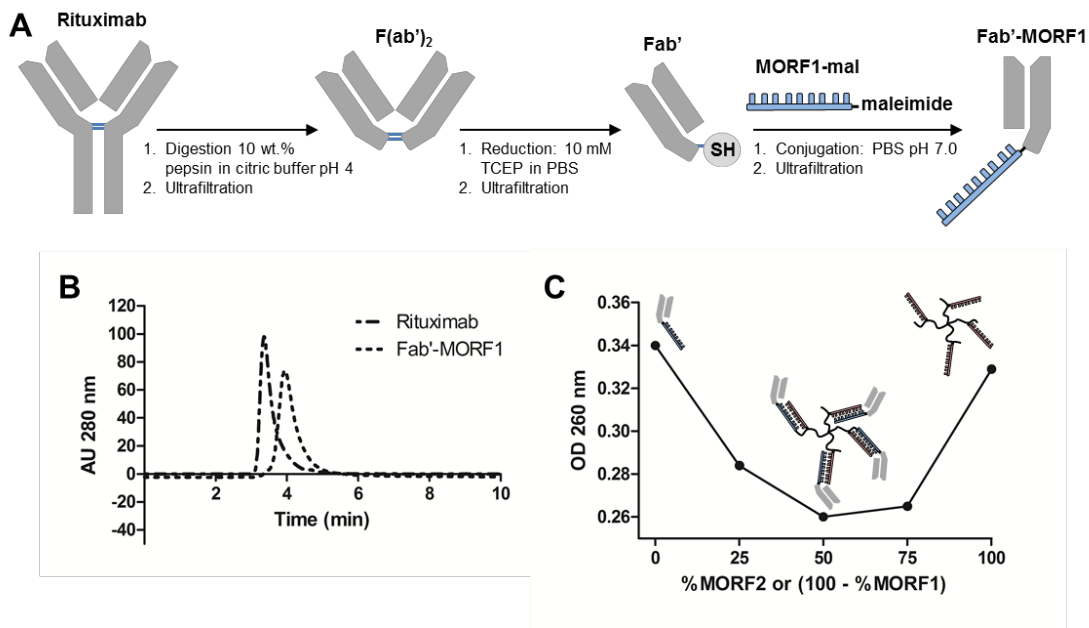 A
Rituximab
F(ab')₂
Fab'
Fab'-MORF1
MORF1-mal
maleimide
SH
1. Digestion 10 wt.%
pepsin in citric buffer pH 4
2. Ultrafiltration
1. Reduction: 10 mM
TCEP in PBS
2. Ultrafiltration
1. Conjugation: PBS pH 7.0
2. Ultrafiltration
B
AU 280 nm
120
100
80
60
40
20
0
-20
-40
2 4 6 8 10
Time (min)
Rituximab
Fab'-MORF1
C
OD 260 nm
0.36
0.34
0.32
0.30
0.28
0.26
0 25 50 75 100
%MORF2 or (100 - %MORF1)